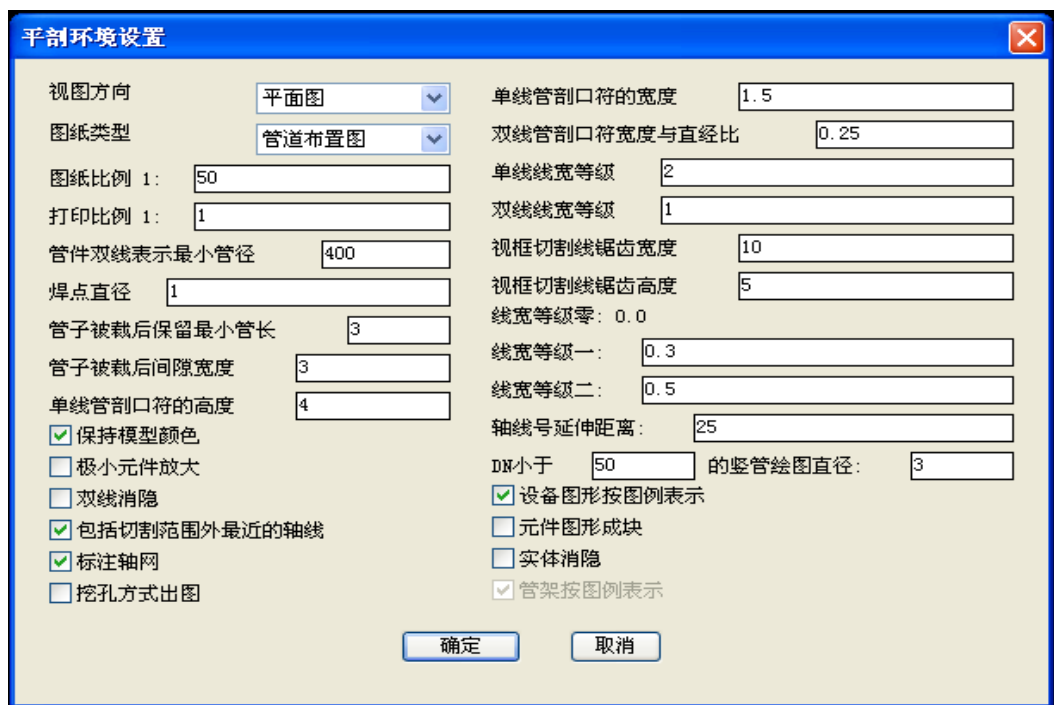 平剖环境设置
视图方向 平面图
图纸类型 管道布置图
图纸比例 1: 50
打印比例 1: 1
管件双线表示最小管径 400
焊点直径 1
管子被裁后保留最小管长 3
管子被裁后间隙宽度 3
单线管剖口符的高度 4
保持模型颜色
极小元件放大
双线消隐
包括切割范围外最近的轴线
标注轴网
挖孔方式出图
单线管剖口符的宽度 1.5
双线管剖口符宽度与直经比 0.25
单线线宽等级 2
双线线宽等级 1
视框切割线锯齿宽度 10
视框切割线锯齿高度 5
线宽等级零: 0.0
线宽等级一: 0.3
线宽等级二: 0.5
轴线号延伸距离: 25
DN小于 50 的竖管绘图直径: 3
设备图形按图例表示
元件图形成块
实体消隐
管架按图例表示
确定 取消